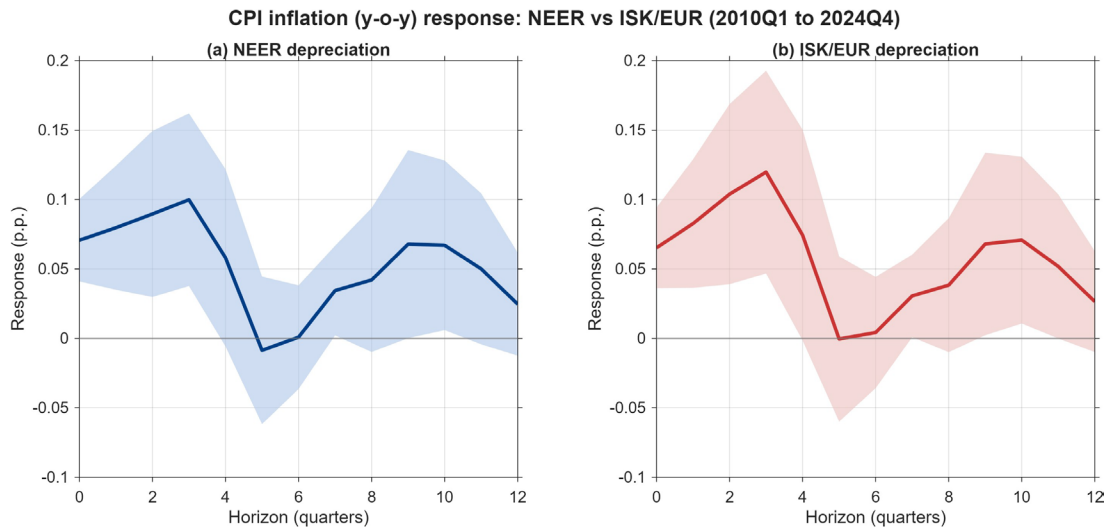 CPI inflation (y-o-y) response: NEER vs ISK/EUR (2010Q1 to 2024Q4)
(a) NEER depreciation
0.2
0.15
0.1
0.05
0
-0.05
-0.1
Response (p.p.)
0 2 4 6 8 10 12
Horizon (quarters)
(b) ISK/EUR depreciation
0.2
0.15
0.1
0.05
0
-0.05
-0.1
Response (p.p.)
0 2 4 6 8 10 12
Horizon (quarters)